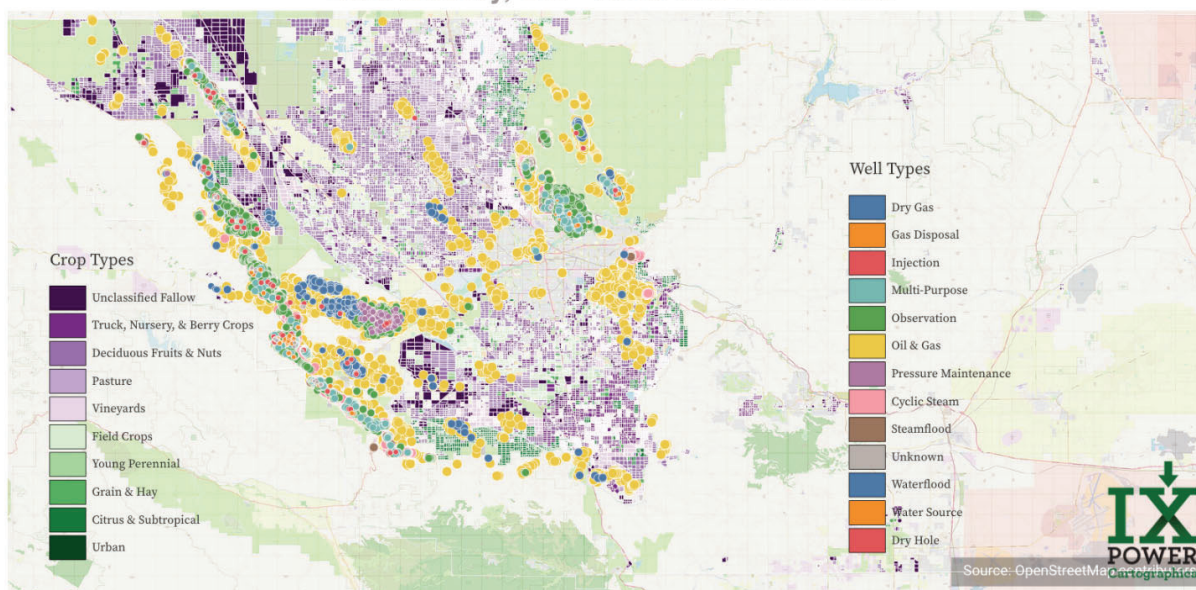 Crop Types
Unclassified Fallow
Truck, Nursery, & Berry Crops
Deciduous Fruits & Nuts
Pasture
Vineyards
Field Crops
Young Perennial
Grain & Hay
Citrus & Subtropical
Urban
Well Types
Dry Gas
Gas Disposal
Injection
Multi-Purpose
Observation
Oil & Gas
Pressure Maintenance
Cyclic Steam
Steamflood
Unknown
Waterflood
Water Source
Dry Hole
IX
POWER
Cartographica
Source: OpenStreetMap contributors